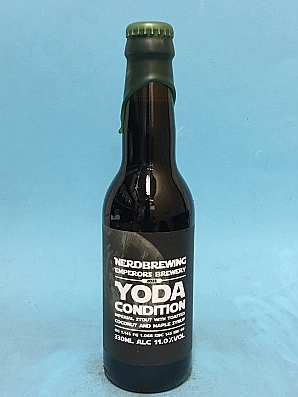 NERDBREWING
EMPERORS BREWERY
YODA
CONDITION
IMPERIAL STOUT WITH TOASTED
COCONUT AND MAPLE SYRUP
330ML ALC 11.0%VOL